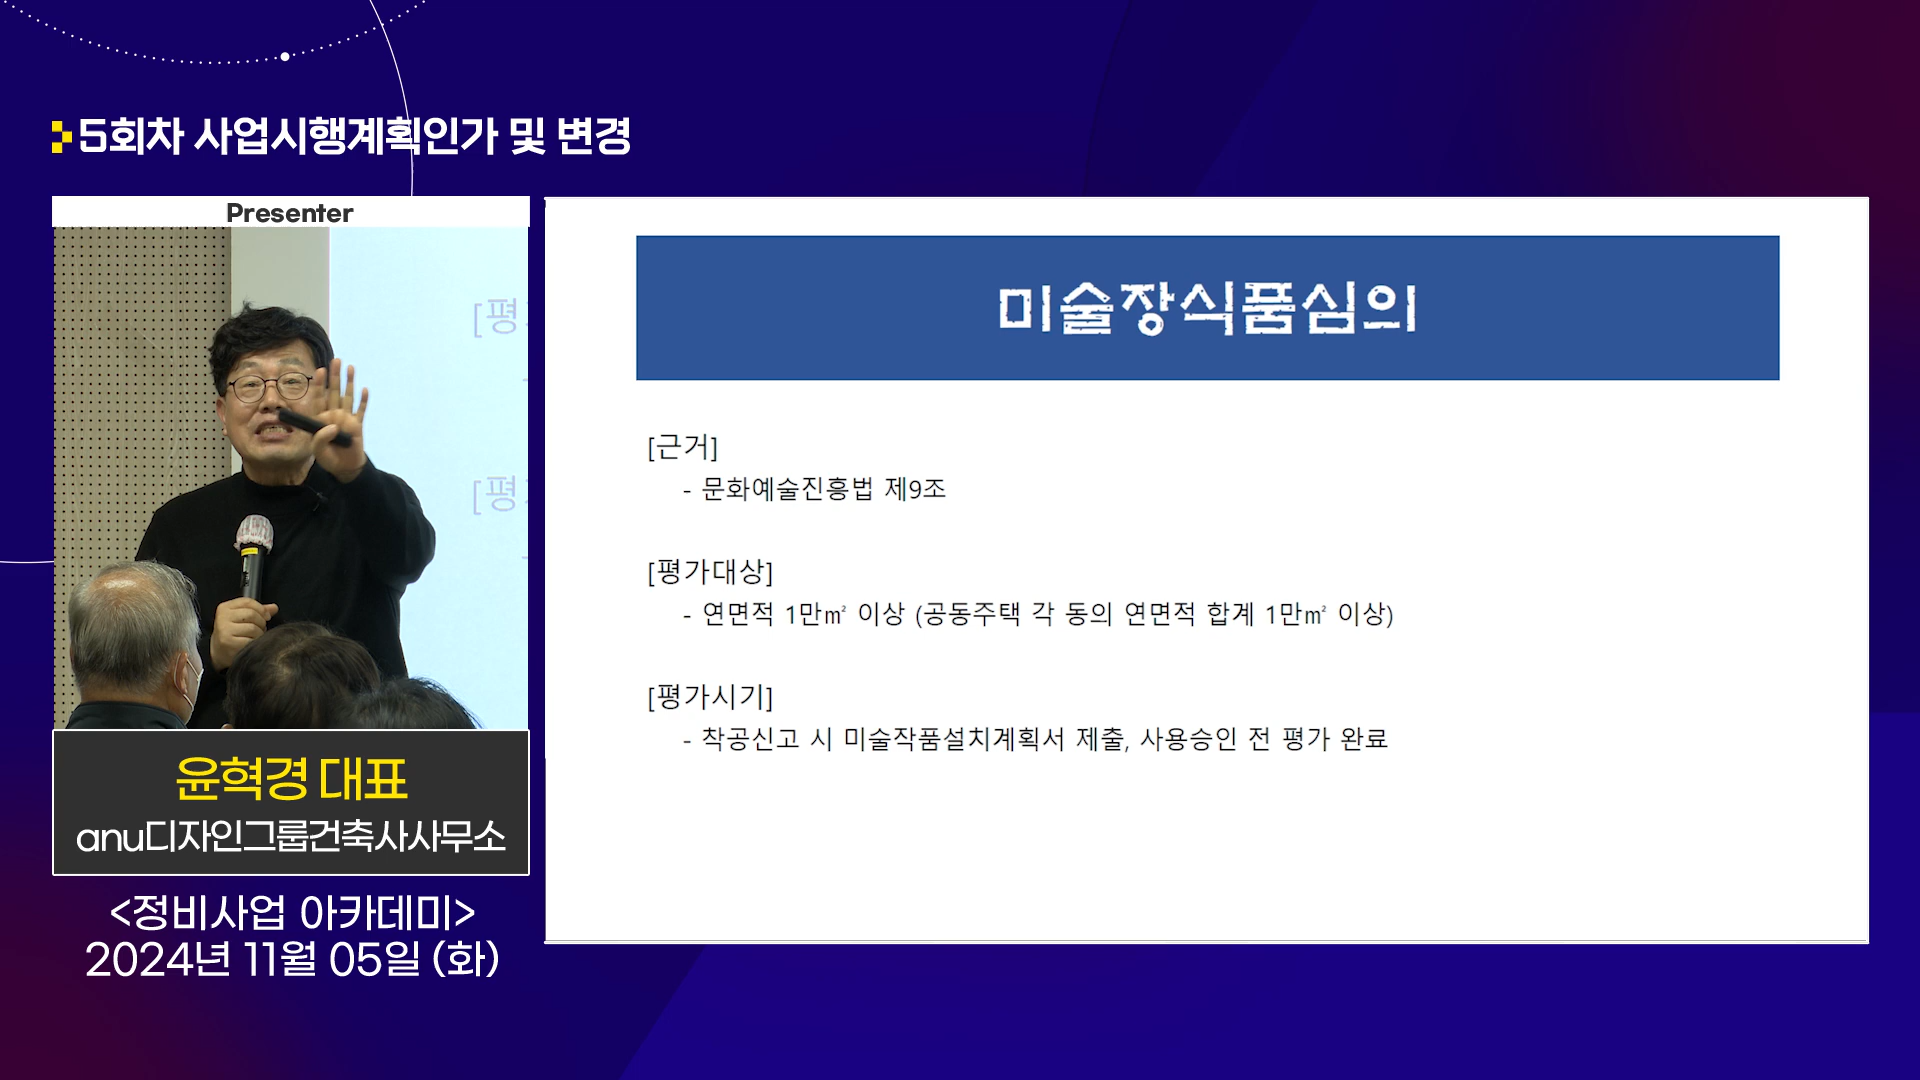 5회차 사업시행계획인가 및 변경
Presenter
[평
[평
윤혁경 대표
anu디자인그룹건축사사무소
<정비사업 아카데미>
2024년 11월 05일 (화)
미술장식품심의
[근거]
- 문화예술진흥법 제9조
[평가대상]
- 연면적 1만㎡ 이상 (공동주택 각 동의 연면적 합계 1만㎡ 이상)
[평가시기]
- 착공신고 시 미술작품설치계획서 제출, 사용승인 전 평가 완료